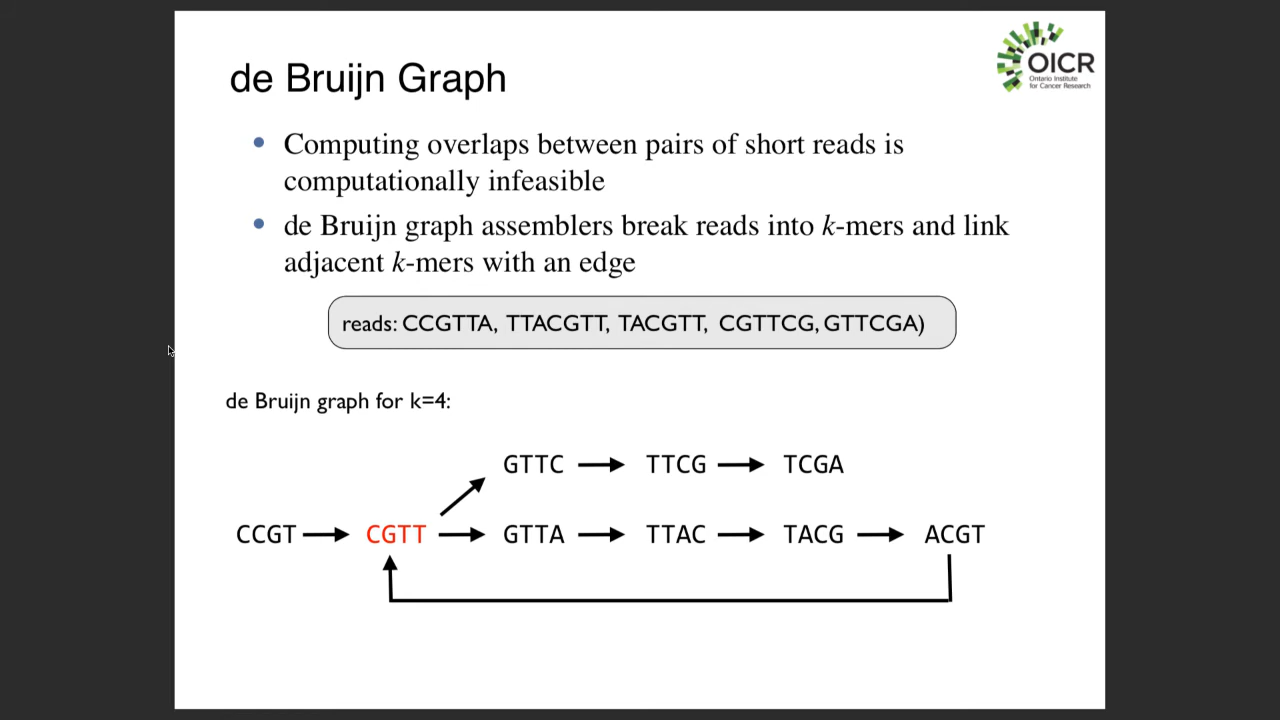 OICR
Ontario Institute
for Cancer Research
de Bruijn Graph
• Computing overlaps between pairs of short reads is
computationally infeasible
• de Bruijn graph assemblers break reads into k-mers and link
adjacent k-mers with an edge
reads: CCGTTA, TTACGTT, TACGTT, CGTTCG, GTTCGA)
de Bruijn graph for k=4:
GTTC TTCG TCGA
CCGT CGTT GTTA TTAC TACG ACGT